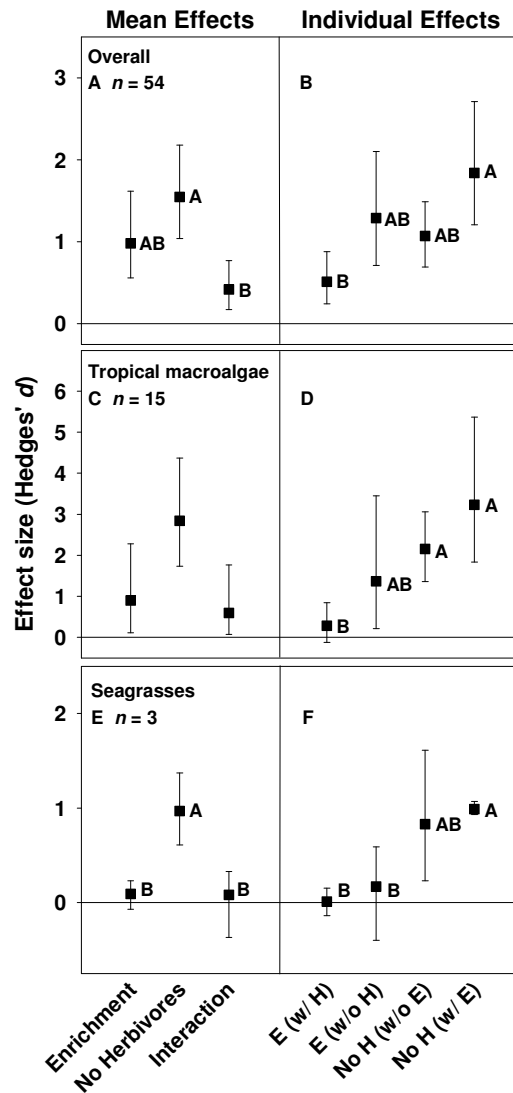 Mean Effects Individual Effects
Effect size (Hedges' d)
Overall
A n = 54
B
3
2
1
0
AB
A
B
B
AB
AB
A
Tropical macroalgae
C n = 15
D
6
5
4
3
2
1
0
B
AB
A
A
Seagrasses
E n = 3
F
2
1
0
B
A
B
B
B
AB
A
Enrichment
No Herbivores
Interaction
E (w/ H)
E (w/o H)
No H (w/o E)
No H (w/ E)